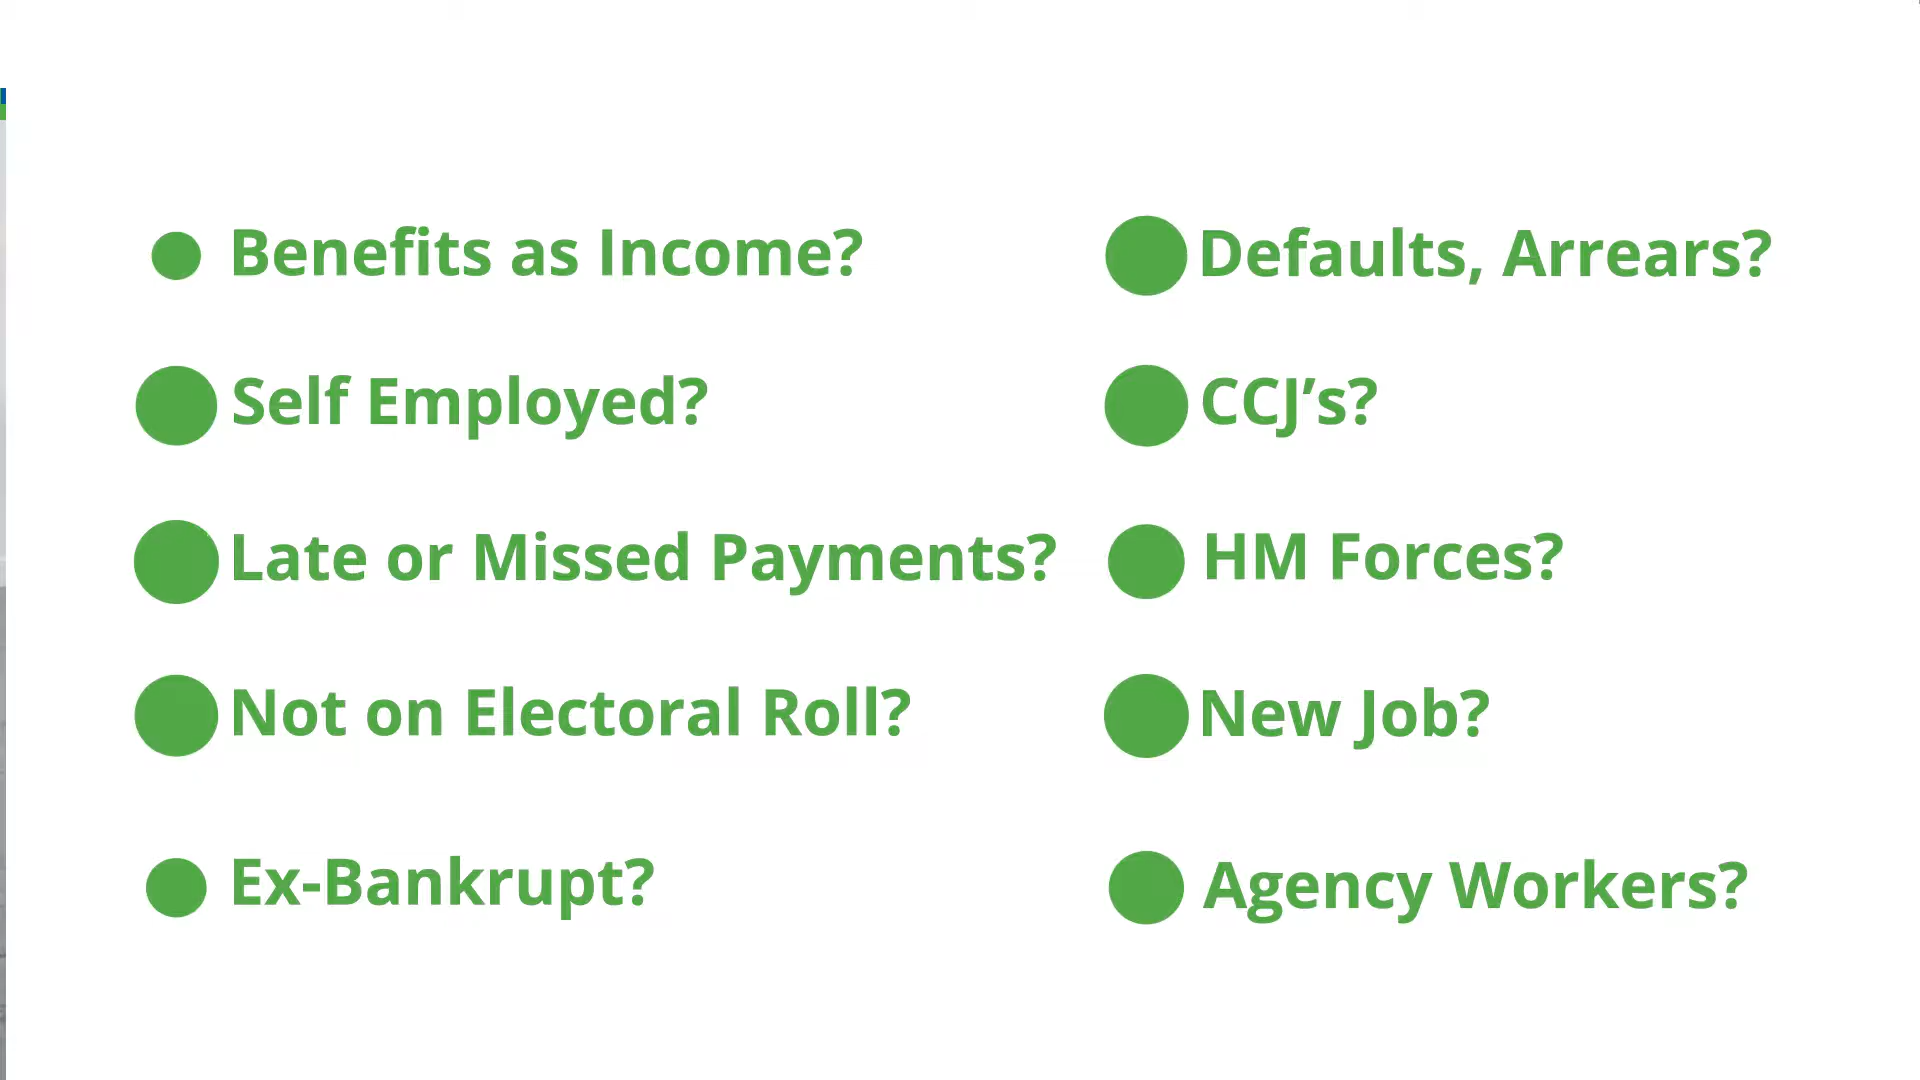 Benefits as Income?
Self Employed?
Late or Missed Payments?
Not on Electoral Roll?
Ex-Bankrupt?
Defaults, Arrears?
CCJ’s?
HM Forces?
New Job?
Agency Workers?